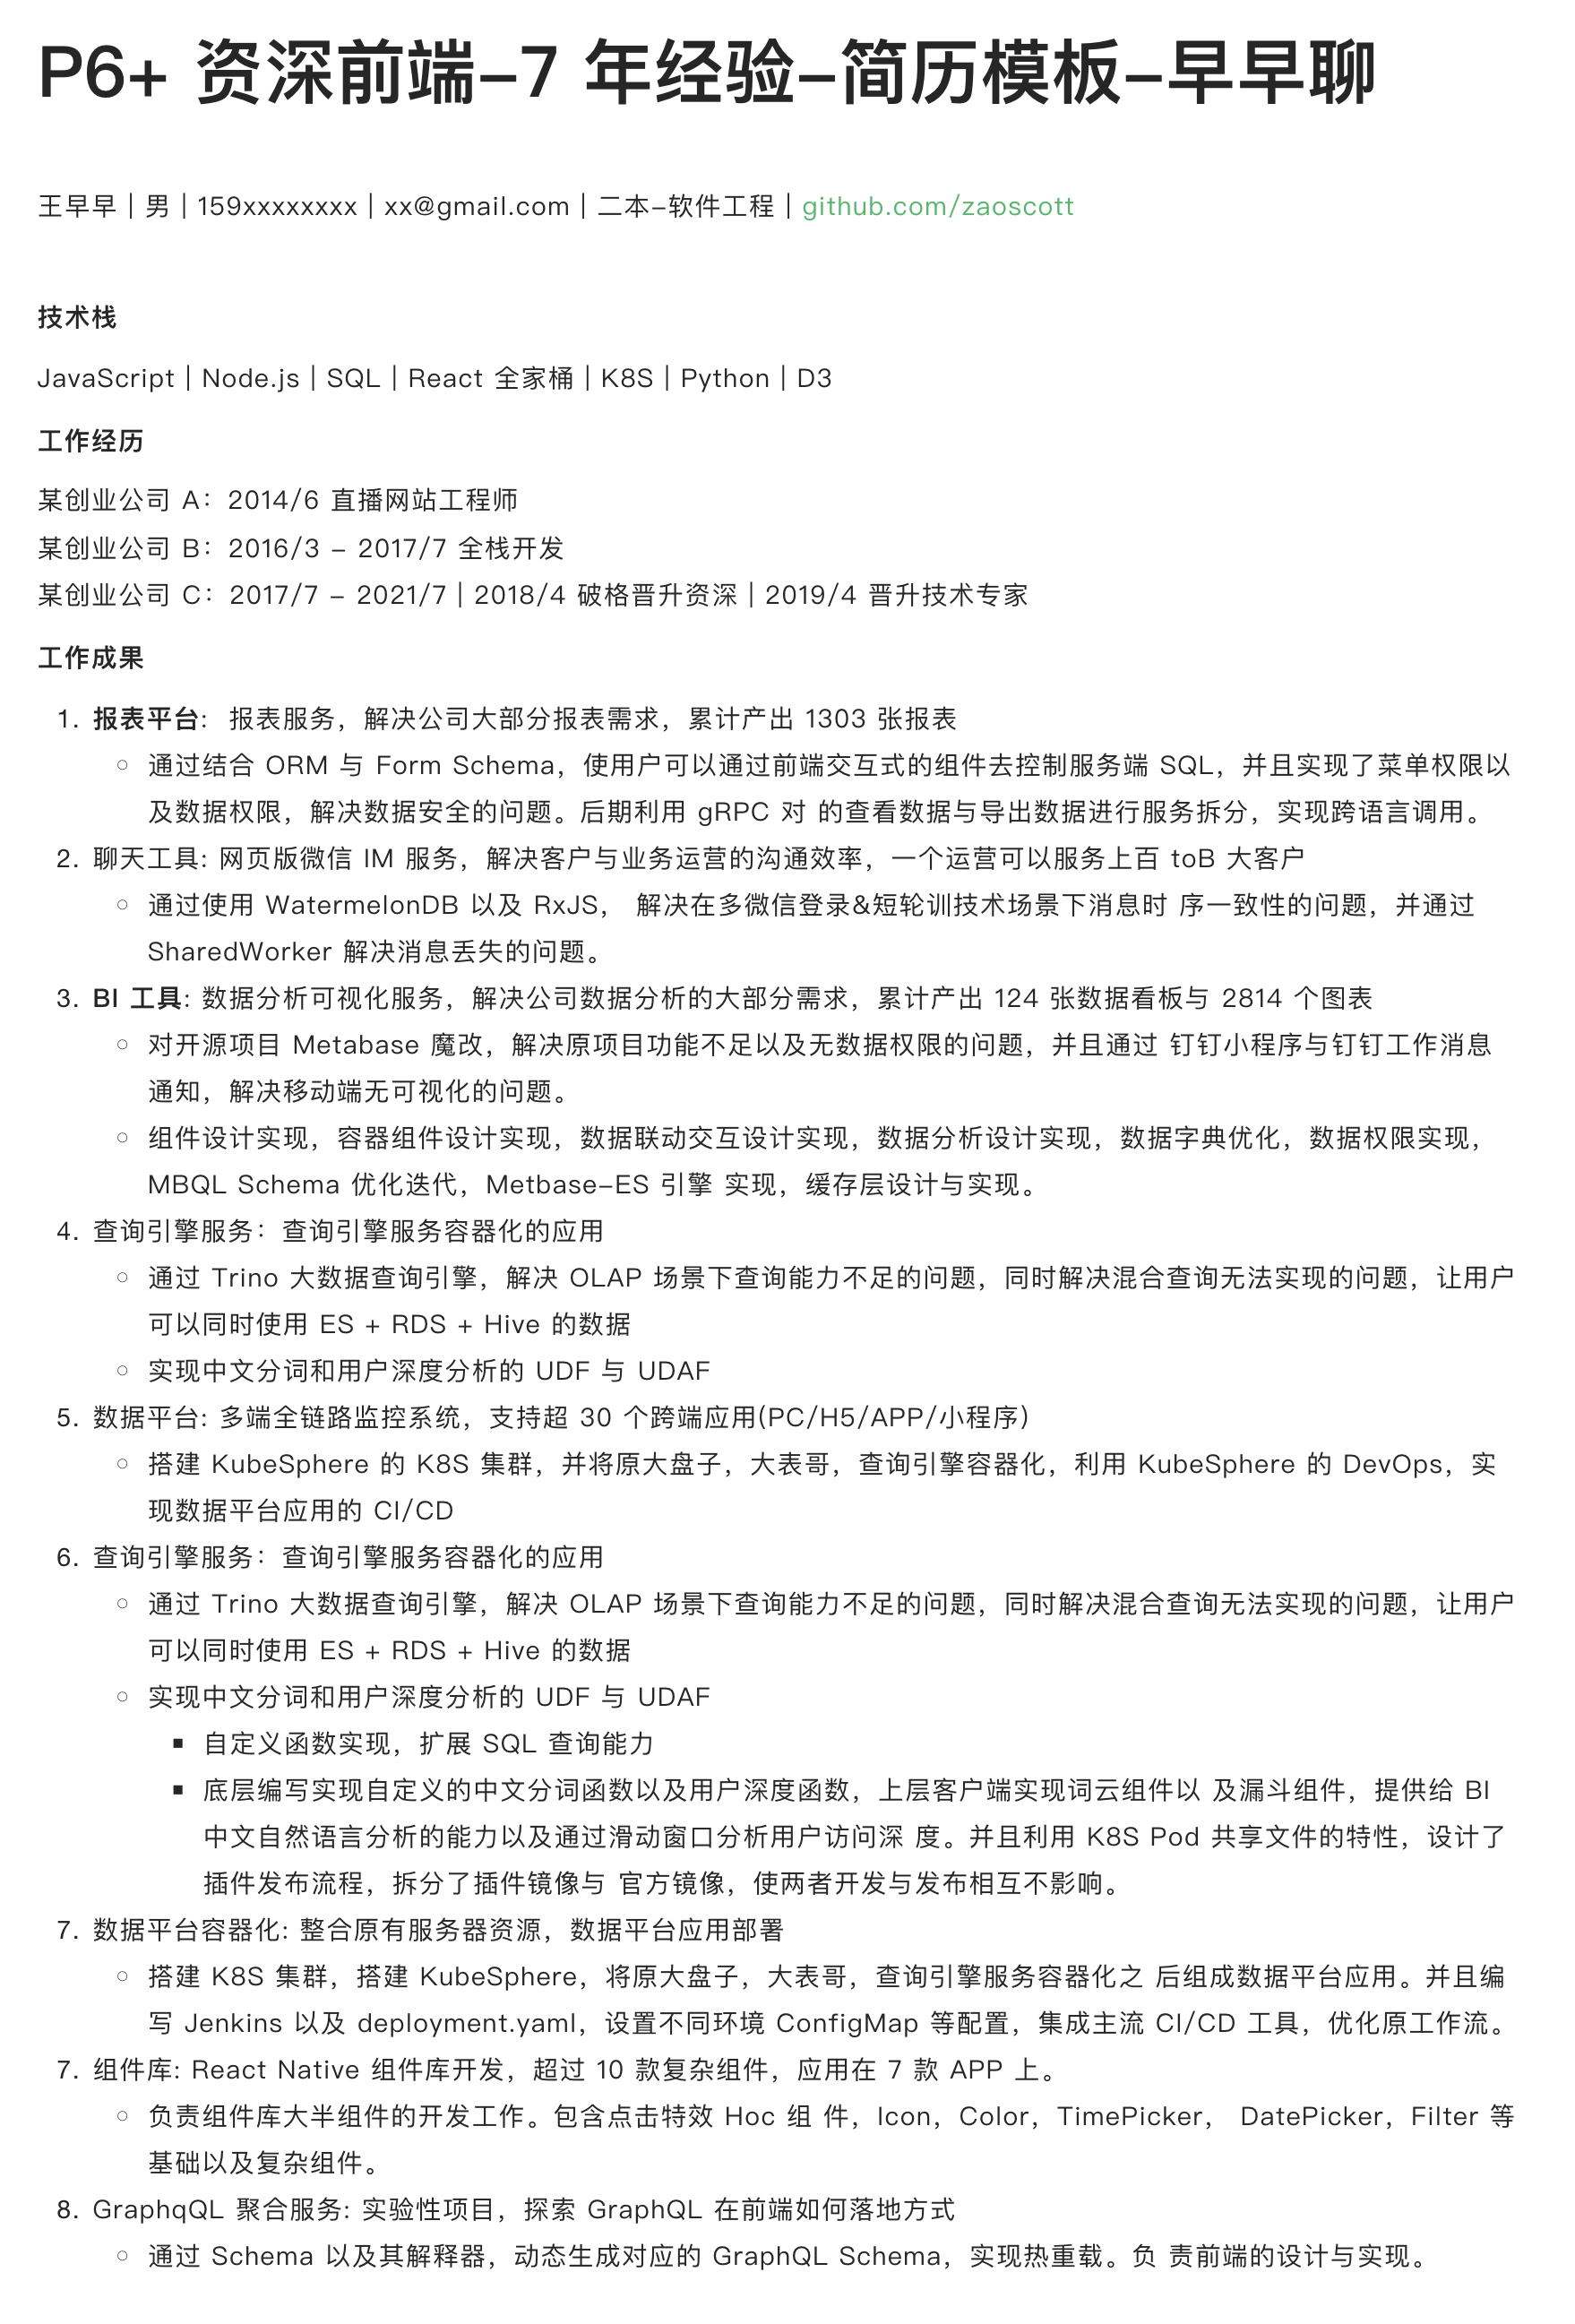 P6+ 资深前端–7 年经验–简历模板–早早聊
王早早 | 男 | 159xxxxxxxx | xx@gmail.com | 二本–软件工程 | github.com/zaoscott
技术栈
JavaScript | Node.js | SQL | React 全家桶 | K8S | Python | D3
工作经历
某创业公司 A：2014/6 直播网站工程师
某创业公司 B：2016/3 – 2017/7 全栈开发
某创业公司 C：2017/7 – 2021/7 | 2018/4 破格晋升资深 | 2019/4 晋升技术专家
工作成果
1. 报表平台： 报表服务，解决公司大部分报表需求，累计产出 1303 张报表
○ 通过结合 ORM 与 Form Schema，使用户可以通过前端交互式的组件去控制服务端 SQL，并且实现了菜单权限以
及数据权限，解决数据安全的问题。后期利用 gRPC 对 的查看数据与导出数据进行服务拆分，实现跨语言调用。
2. 聊天工具: 网页版微信 IM 服务，解决客户与业务运营的沟通效率，一个运营可以服务上百 toB 大客户
○ 通过使用 WatermelonDB 以及 RxJS， 解决在多微信登录&短轮训技术场景下消息时 序一致性的问题，并通过
SharedWorker 解决消息丢失的问题。
3. BI 工具: 数据分析可视化服务，解决公司数据分析的大部分需求，累计产出 124 张数据看板与 2814 个图表
○ 对开源项目 Metabase 魔改，解决原项目功能不足以及无数据权限的问题，并且通过 钉钉小程序与钉钉工作消息
通知，解决移动端无可视化的问题。
○ 组件设计实现，容器组件设计实现，数据联动交互设计实现，数据分析设计实现，数据字典优化，数据权限实现，
MBQL Schema 优化迭代，Metbase–ES 引擎 实现，缓存层设计与实现。
4. 查询引擎服务：查询引擎服务容器化的应用
○ 通过 Trino 大数据查询引擎，解决 OLAP 场景下查询能力不足的问题，同时解决混合查询无法实现的问题，让用户
可以同时使用 ES + RDS + Hive 的数据
○ 实现中文分词和用户深度分析的 UDF 与 UDAF
5. 数据平台: 多端全链路监控系统，支持超 30 个跨端应用(PC/H5/APP/小程序)
○ 搭建 KubeSphere 的 K8S 集群，并将原大盘子，大表哥，查询引擎容器化，利用 KubeSphere 的 DevOps，实
现数据平台应用的 CI/CD
6. 查询引擎服务：查询引擎服务容器化的应用
○ 通过 Trino 大数据查询引擎，解决 OLAP 场景下查询能力不足的问题，同时解决混合查询无法实现的问题，让用户
可以同时使用 ES + RDS + Hive 的数据
○ 实现中文分词和用户深度分析的 UDF 与 UDAF
■ 自定义函数实现，扩展 SQL 查询能力
■ 底层编写实现自定义的中文分词函数以及用户深度函数，上层客户端实现词云组件以 及漏斗组件，提供给 BI
中文自然语言分析的能力以及通过滑动窗口分析用户访问深 度。并且利用 K8S Pod 共享文件的特性，设计了
插件发布流程，拆分了插件镜像与 官方镜像，使两者开发与发布相互不影响。
7. 数据平台容器化: 整合原有服务器资源，数据平台应用部署
○ 搭建 K8S 集群，搭建 KubeSphere，将原大盘子，大表哥，查询引擎服务容器化之 后组成数据平台应用。并且编
写 Jenkins 以及 deployment.yaml，设置不同环境 ConfigMap 等配置，集成主流 CI/CD 工具，优化原工作流。
7. 组件库: React Native 组件库开发，超过 10 款复杂组件，应用在 7 款 APP 上。
○ 负责组件库大半组件的开发工作。包含点击特效 Hoc 组 件，Icon，Color，TimePicker， DatePicker，Filter 等
基础以及复杂组件。
8. GraphqQL 聚合服务: 实验性项目，探索 GraphQL 在前端如何落地方式
○ 通过 Schema 以及其解释器，动态生成对应的 GraphQL Schema，实现热重载。负 责前端的设计与实现。